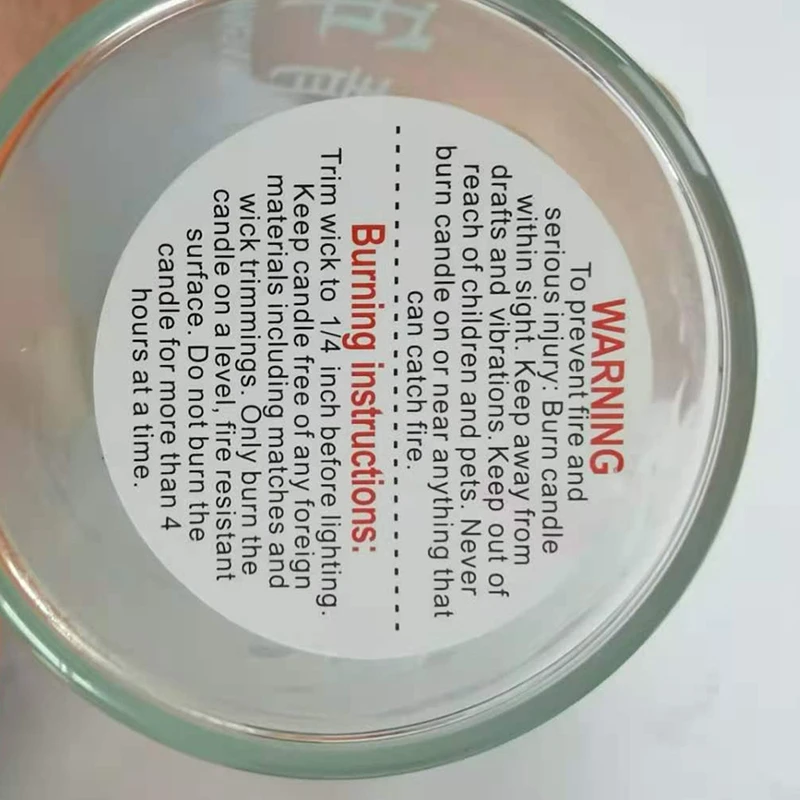 WARNING
To prevent fire and
serious injury: Burn candle
within sight. Keep away from
drafts and vibrations. Keep out of
reach of children and pets. Never
burn candle on or near anything that
can catch fire.
Burning instructions:
Trim wick to 1/4 inch before lighting.
Keep candle free of any foreign
materials including matches and
wick trimmings. Only burn the
candle on a level, fire resistant
surface. Do not burn the
candle for more than 4
hours at a time.